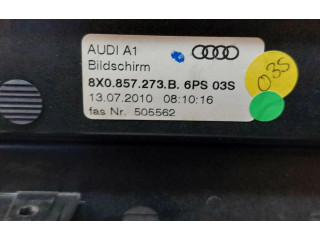 AUDI A1
Bildschirm
8X0.857.273.B. 6PS 03S
13.07.2010 08:10:16
fas Nr. 505562
03S